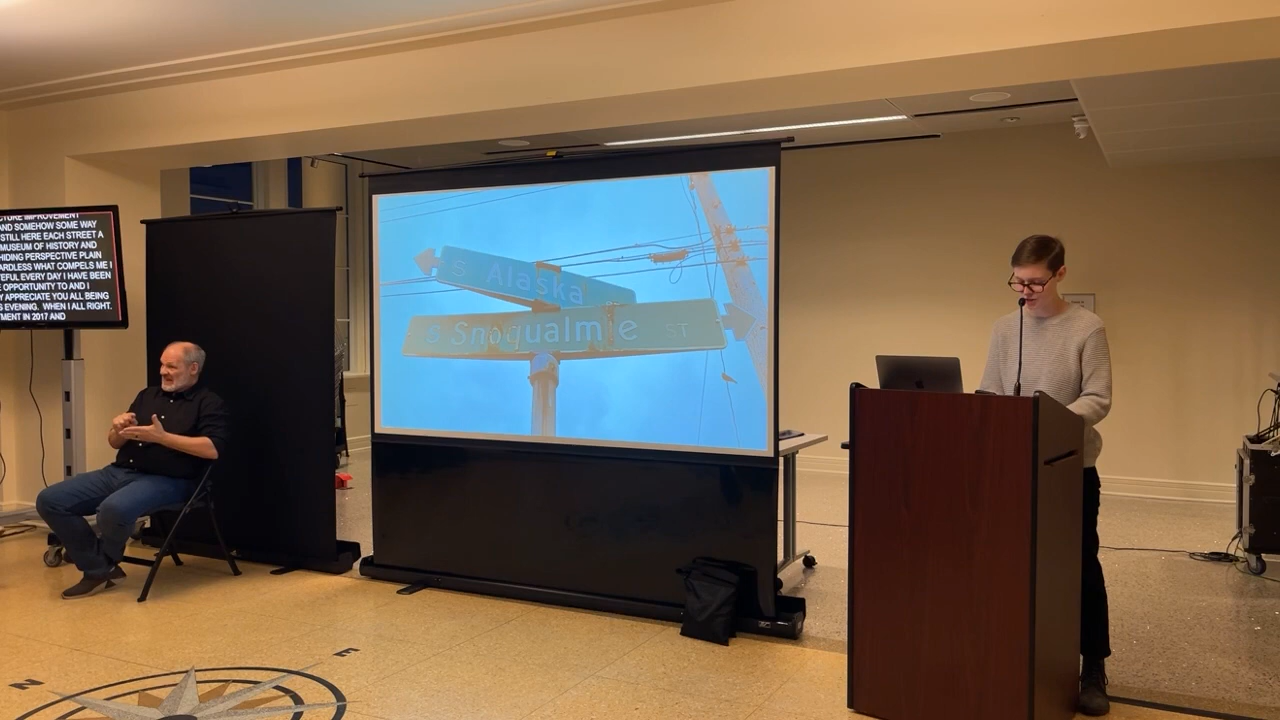 CTURE IMPROVEMENT
AND SOMEHOW SOME WAY
STILL HERE EACH STREET A
MUSEUM OF HISTORY AND
HIDING PERSPECTIVE PLAIN
ARDLESS WHAT COMPELS ME I
TEFUL EVERY DAY I HAVE BEEN
E OPPORTUNITY TO AND I
Y APPRECIATE YOU ALL BEING
S EVENING. WHEN I ALL RIGHT.
TMENT IN 2017 AND
S Alaska
S Snoqualmie ST
N
E